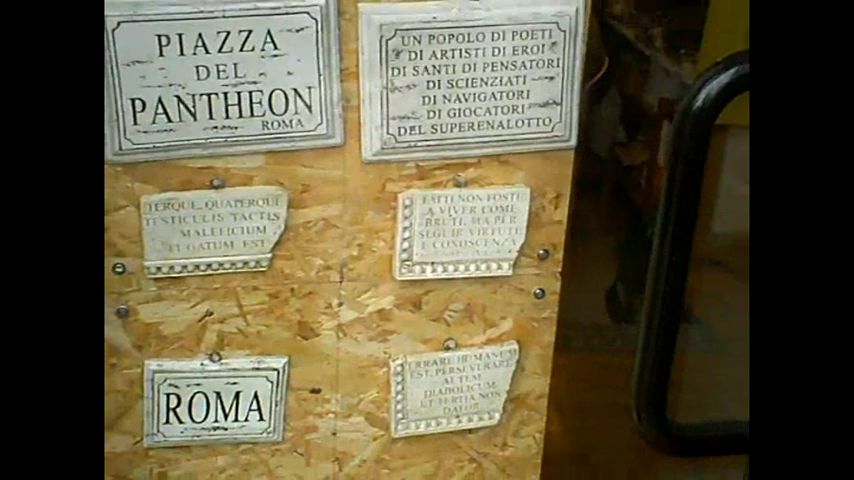 PIAZZA
DEL
PANTHEON
ROMA
UN POPOLO DI POETI
DI ARTISTI DI EROI
DI SANTI DI PENSATORI
DI SCIENZIATI
DI NAVIGATORI
DI GIOCATORI
DEL SUPERENALOTTO
TERQUE, QUATERQUE
TESTICULIS TACTIS
MALEFICIUM
FUGATUM EST
FATTI NON FOSTE
A VIVER COME
BRUTI, MA PER
SEGUIR VIRTUTE
E CONOSCENZA
ROMA
ERRARE HUMANUM
EST, PERSEVERARE
AUTEM
DIABOLICUM
ET TERTIA NON
DATUR